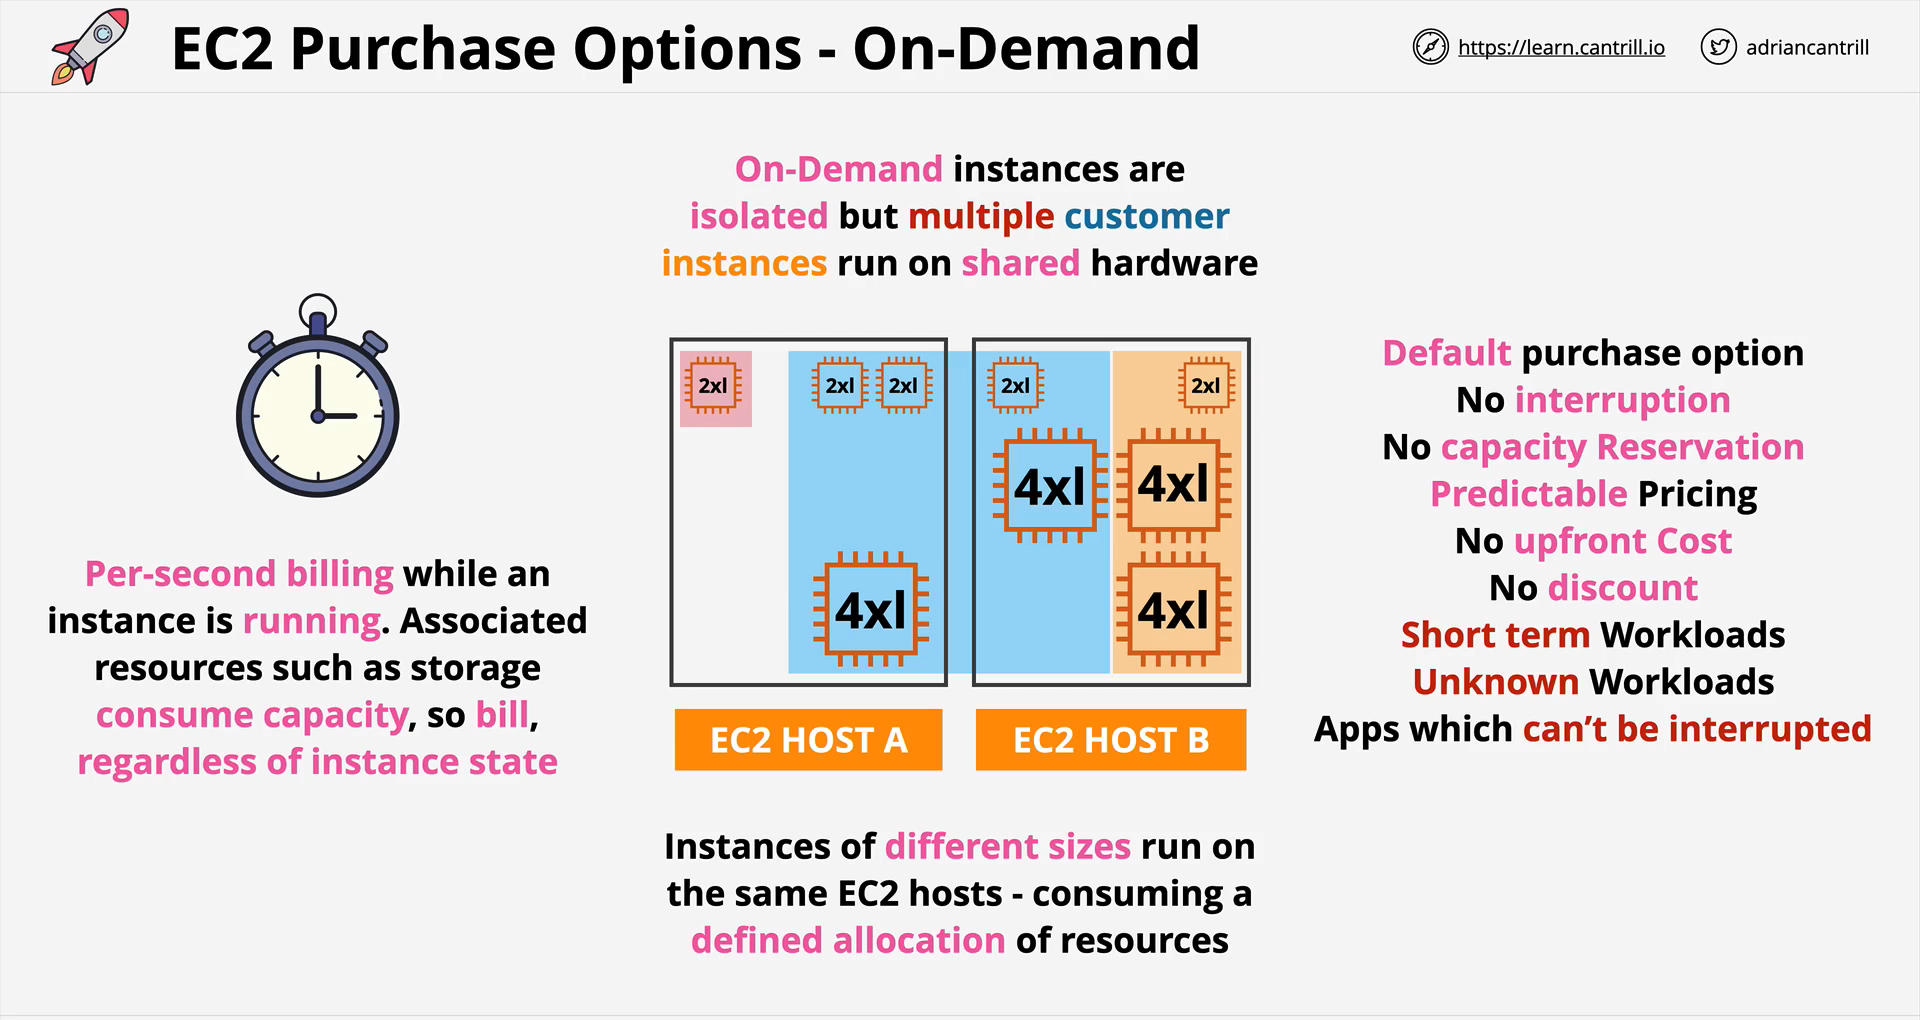 EC2 Purchase Options - On-Demand
https://learn.cantrill.io
adriancantrill
On-Demand instances are
isolated but multiple customer
instances run on shared hardware
Per-second billing while an
instance is running. Associated
resources such as storage
consume capacity, so bill,
regardless of instance state
2xl
2xl
2xl
4xl
2xl
2xl
4xl
4xl
4xl
EC2 HOST A
EC2 HOST B
Instances of different sizes run on
the same EC2 hosts - consuming a
defined allocation of resources
Default purchase option
No interruption
No capacity Reservation
Predictable Pricing
No upfront Cost
No discount
Short term Workloads
Unknown Workloads
Apps which can’t be interrupted